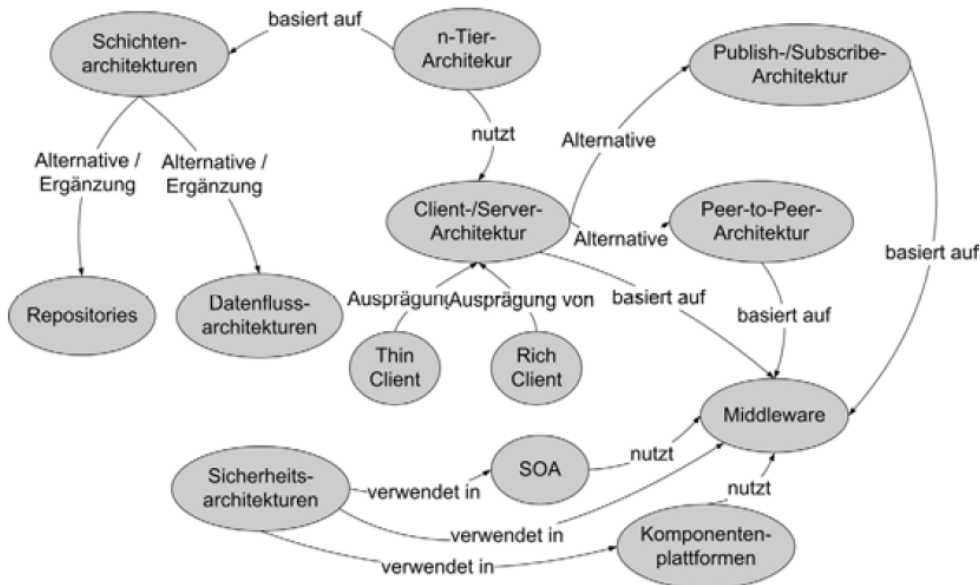 basiert auf
Schichten-
architekturen
n-Tier-
Architekur
Publish-/Subscribe-
Architektur
nutzt
Alternative
Alternative /
Ergänzung
Alternative /
Ergänzung
Client-/Server-
Architektur
Alternative
Peer-to-Peer-
Architektur
basiert auf
Repositories
Datenfluss-
architekturen
Ausprägung
Ausprägung von
basiert auf
basiert auf
Thin
Client
Rich
Client
Middleware
Sicherheits-
architekturen
verwendet in
SOA
nutzt
nutzt
verwendet in
verwendet in
Komponenten-
plattformen